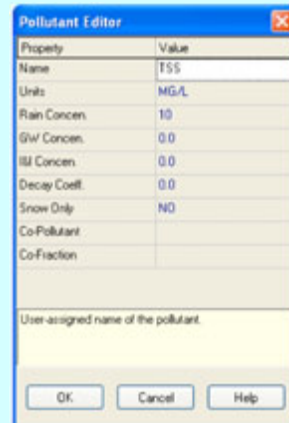 Pollutant Editor
Property Value
Name TSS
Units MG/L
Rain Concen. 10
GW Concen. 0.0
I&I Concen. 0.0
Decay Coeff. 0.0
Snow Only NO
Co-Pollutant
Co-Fraction
User-assigned name of the pollutant.
OK Cancel Help